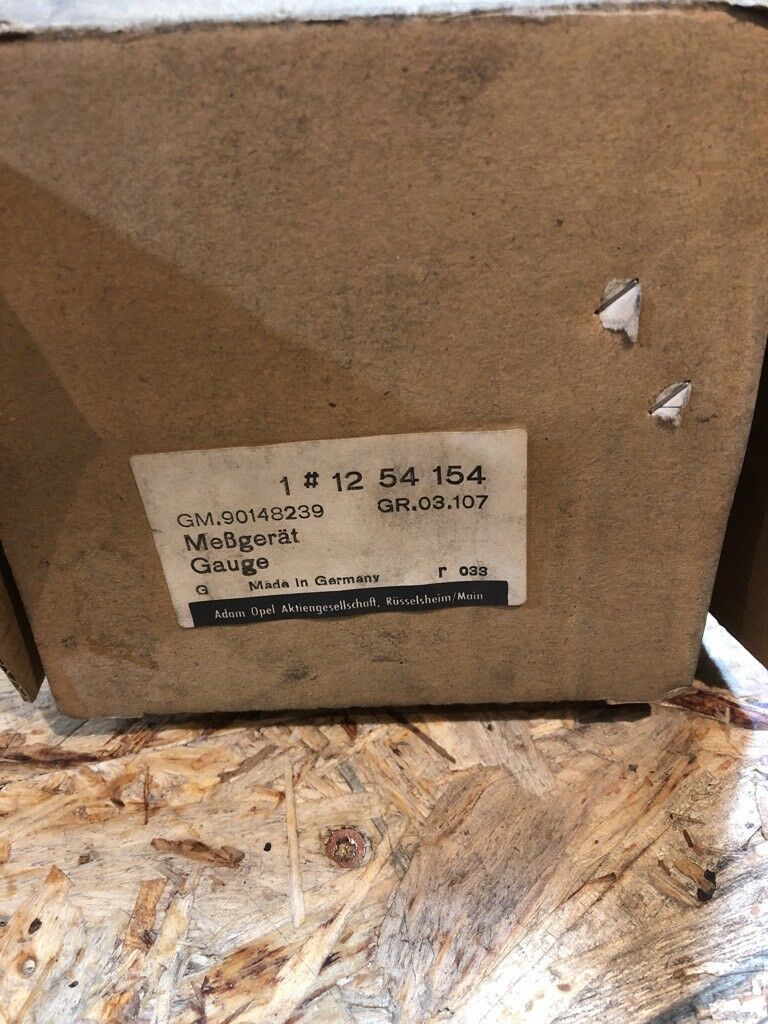 1 # 12 54 154
GM.90148239 GR.03.107
Meßgerät
Gauge
G Made in Germany r 033
Adam Opel Aktiengesellschaft, Rüsselsheim/Main